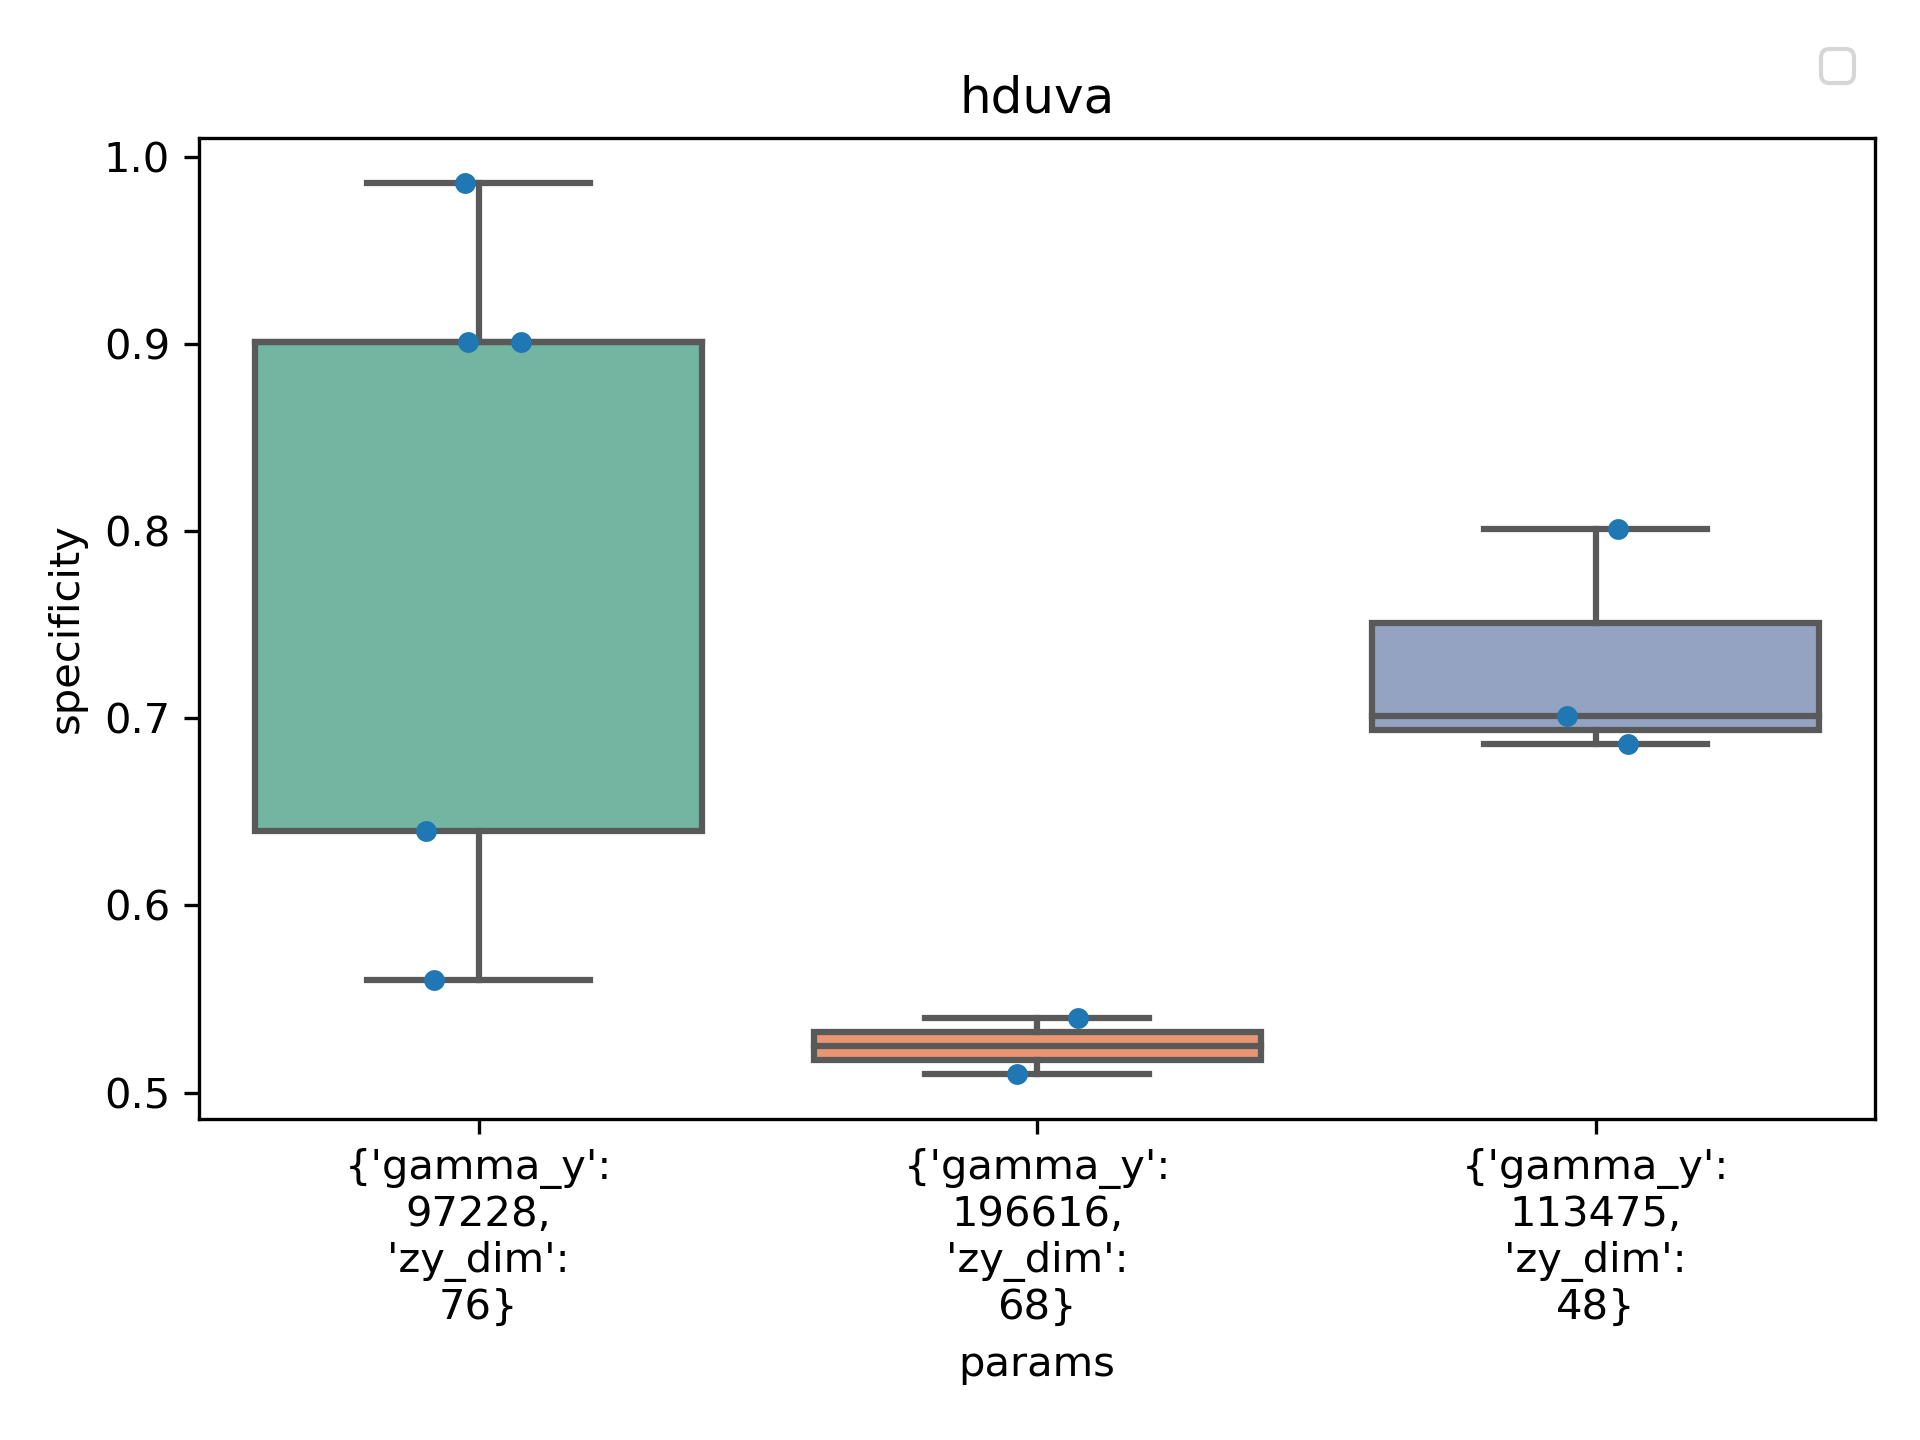 hduva
1.0
0.9
0.8
0.7
0.6
0.5
specificity
{'gamma_y':
97228,
'zy_dim':
76}
{'gamma_y':
196616,
'zy_dim':
68}
{'gamma_y':
113475,
'zy_dim':
48}
params